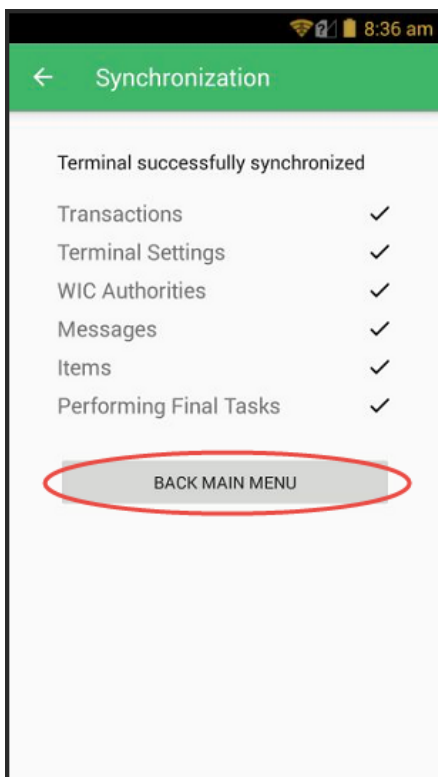 8:36 am
Synchronization
Terminal successfully synchronized
Transactions
Terminal Settings
WIC Authorities
Messages
Items
Performing Final Tasks
BACK MAIN MENU